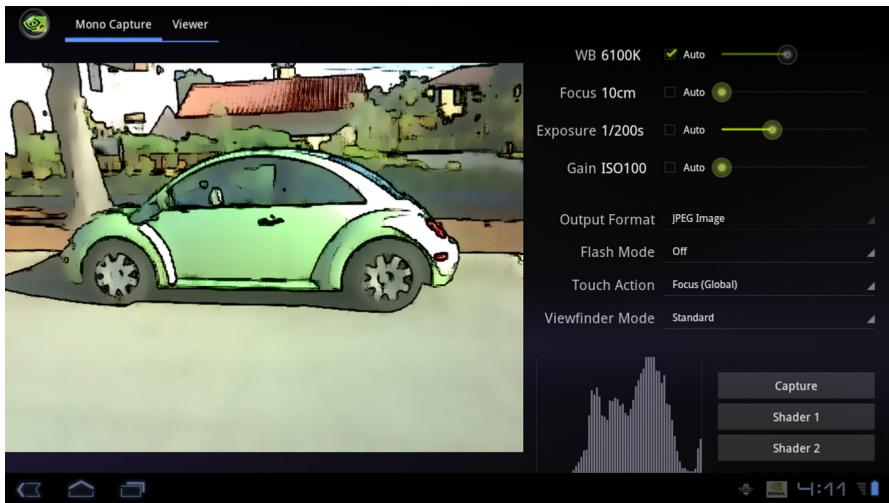 Mono Capture Viewer
WB 6100K Auto
Focus 10cm Auto
Exposure 1/200s Auto
Gain ISO100 Auto
Output Format JPEG Image
Flash Mode Off
Touch Action Focus (Global)
Viewfinder Mode Standard
Capture
Shader 1
Shader 2
4:11